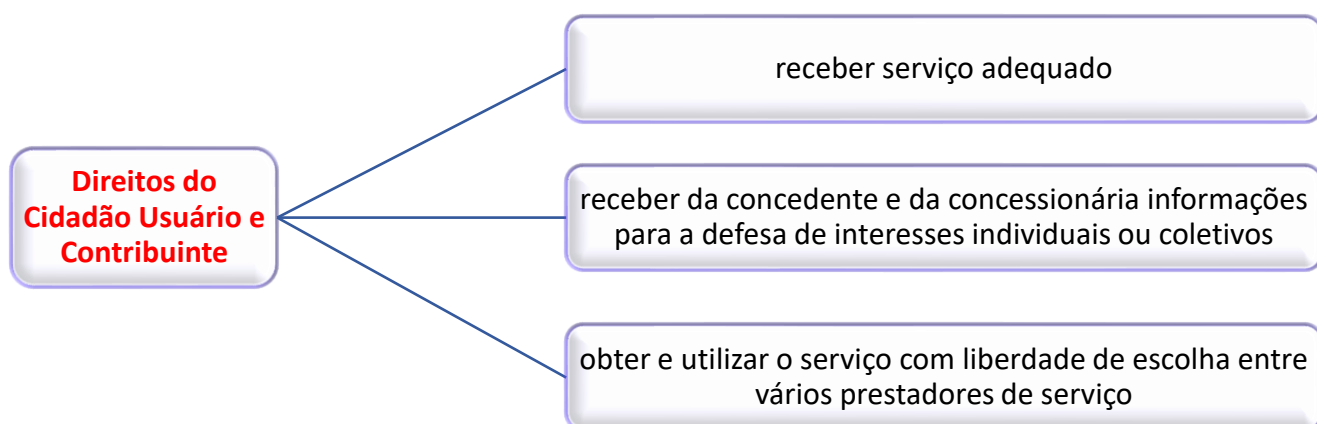 receber serviço adequado
Direitos do
Cidadão Usuário e
Contribuinte
receber da concedente e da concessionária informações
para a defesa de interesses individuais ou coletivos
obter e utilizar o serviço com liberdade de escolha entre
vários prestadores de serviço